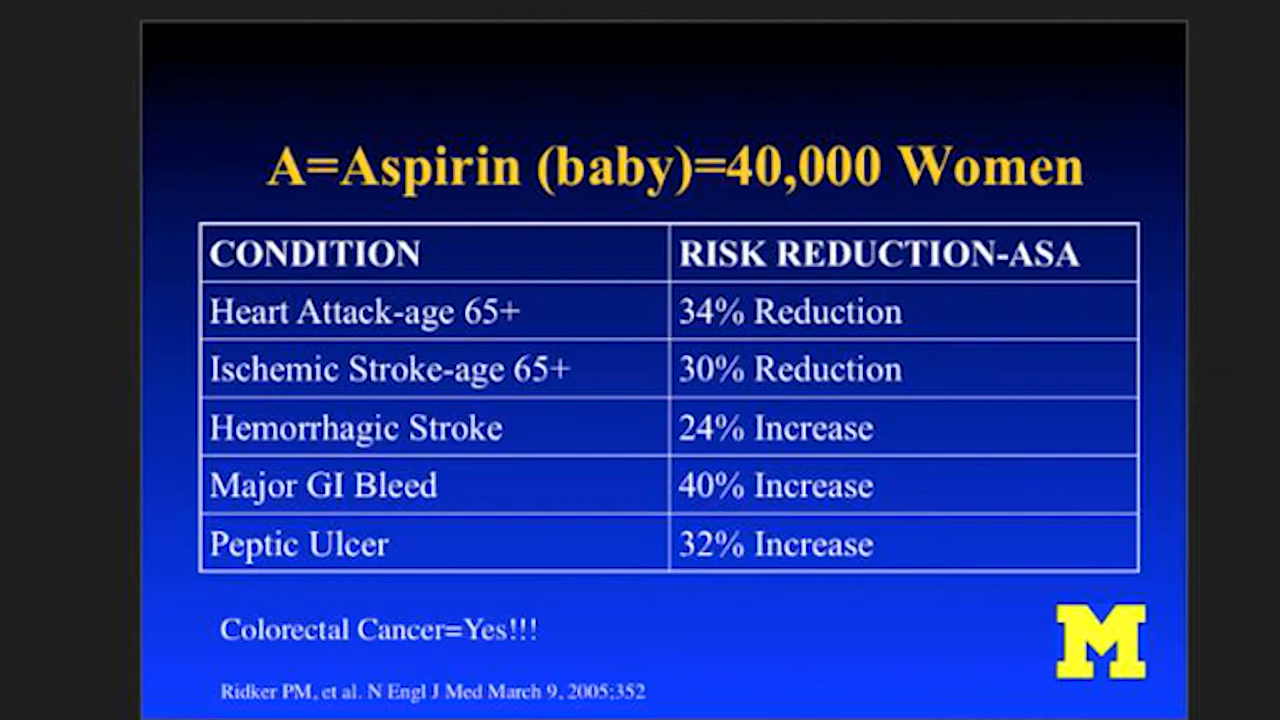 A=Aspirin (baby)=40,000 Women
CONDITION RISK REDUCTION-ASA
Heart Attack-age 65+ 34% Reduction
Ischemic Stroke-age 65+ 30% Reduction
Hemorrhagic Stroke 24% Increase
Major GI Bleed 40% Increase
Peptic Ulcer 32% Increase
Colorectal Cancer=Yes!!!
M
Ridker PM, et al. N Engl J Med March 9, 2005;352